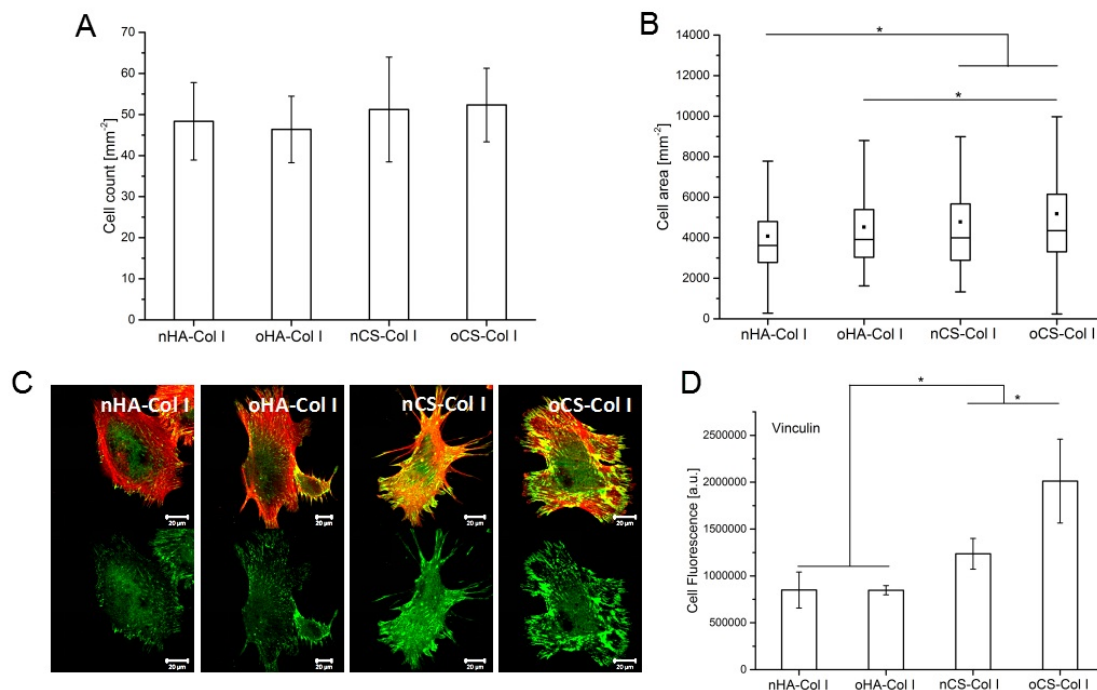 A
70
60
50
40
30
20
10
0
Cell count [mm⁻²]
nHA-Col I oHA-Col I nCS-Col I oCS-Col I
B
14000
12000
10000
8000
6000
4000
2000
0
Cell area [mm⁻²]
*
*
nHA-Col I oHA-Col I nCS-Col I oCS-Col I
C
nHA-Col I oHA-Col I nCS-Col I oCS-Col I
20 µm 20 µm 20 µm 20 µm
20 µm 20 µm 20 µm 20 µm
D
*
*
Vinculin
2500000
2000000
1500000
1000000
500000
0
Cell Fluorescence [a.u.]
nHA-Col I oHA-Col I nCS-Col I oCS-Col I